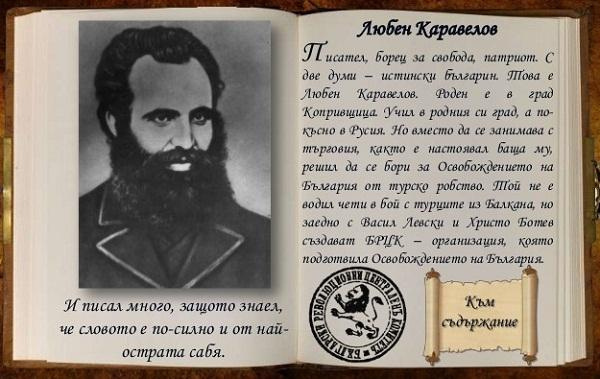 И писал много, защото знаел,
че словото е по-силно и от най-
острата сабя.
Любен Каравелов
Писател, борец за свобода, патриот. С
две думи – истински българин. Това е
Любен Каравелов. Роден е в град
Копривщица. Учил в родния си град, а по-
късно в Русия. Но вместо да се занимава с
търговия, както е настоявал баща му,
решил да се бори за Освобождението на
България от турско робство. Той не е
водил чети в бой с турците из Балкана, но
заедно с Васил Левски и Христо Ботев
създават БРЦК – организация, която
подготвила Освобождението на България.
БЪЛГАРСКИ РЕВОЛЮЦИОННИ ЦЕНТРАЛЕНЪ КОМИТЕТЪ
Към
съдържание